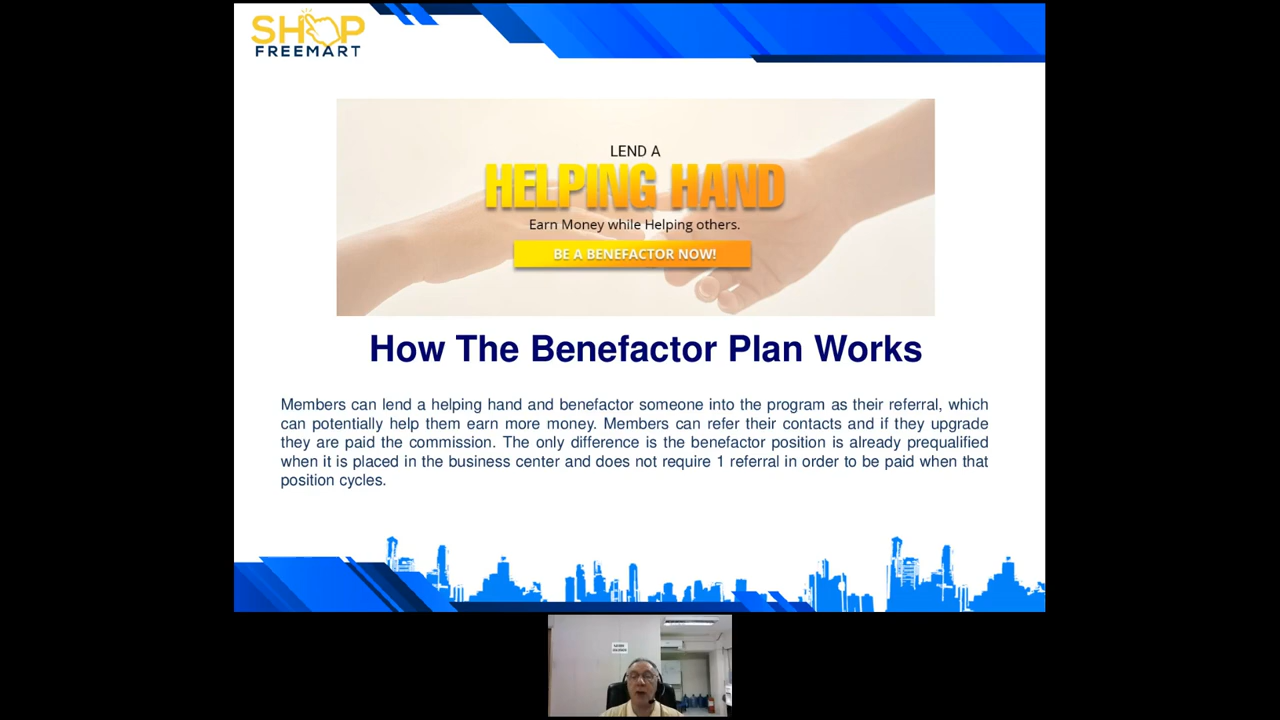 SHOP
FREEMART
LEND A
HELPING HAND
Earn Money while Helping others.
BE A BENEFACTOR NOW!
How The Benefactor Plan Works
Members can lend a helping hand and benefactor someone into the program as their referral, which
can potentially help them earn more money. Members can refer their contacts and if they upgrade
they are paid the commission. The only difference is the benefactor position is already prequalified
when it is placed in the business center and does not require 1 referral in order to be paid when that
position cycles.